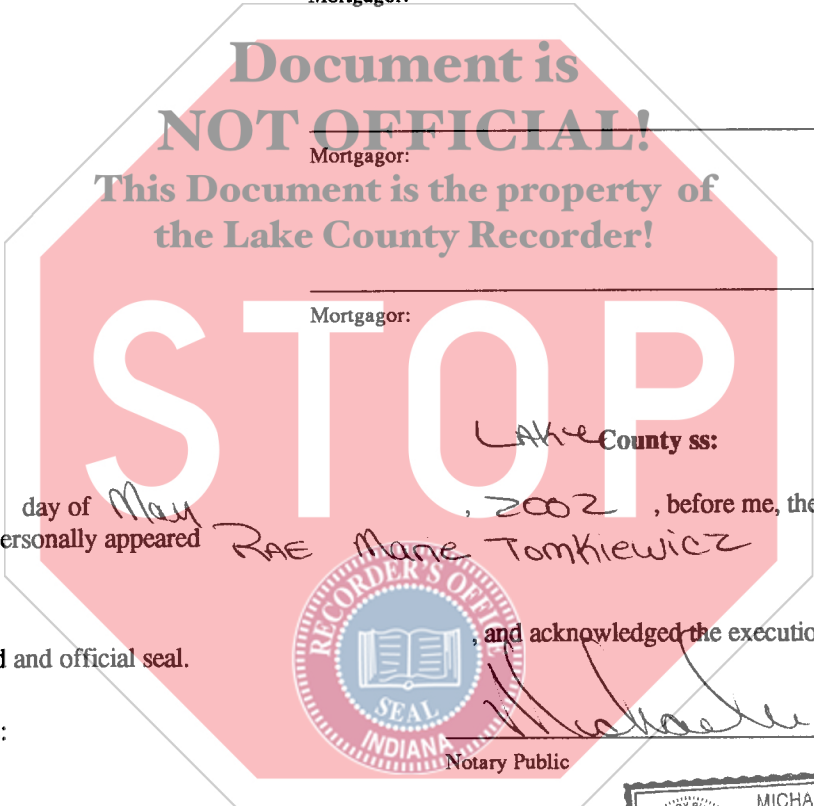 Mortgagor:
Document is
NOT OFFICIAL!
Mortgagor:
This Document is the property of
the Lake County Recorder!
Mortgagor:
STOP
Lake County ss:
day of May , 2002 , before me, the
ersonally appeared Rae Marie Tomkiewicz
RECORDER'S OFFICE
, and acknowledged the executio
d and official seal.
SEAL
INDIANA
:
Notary Public
MICHA